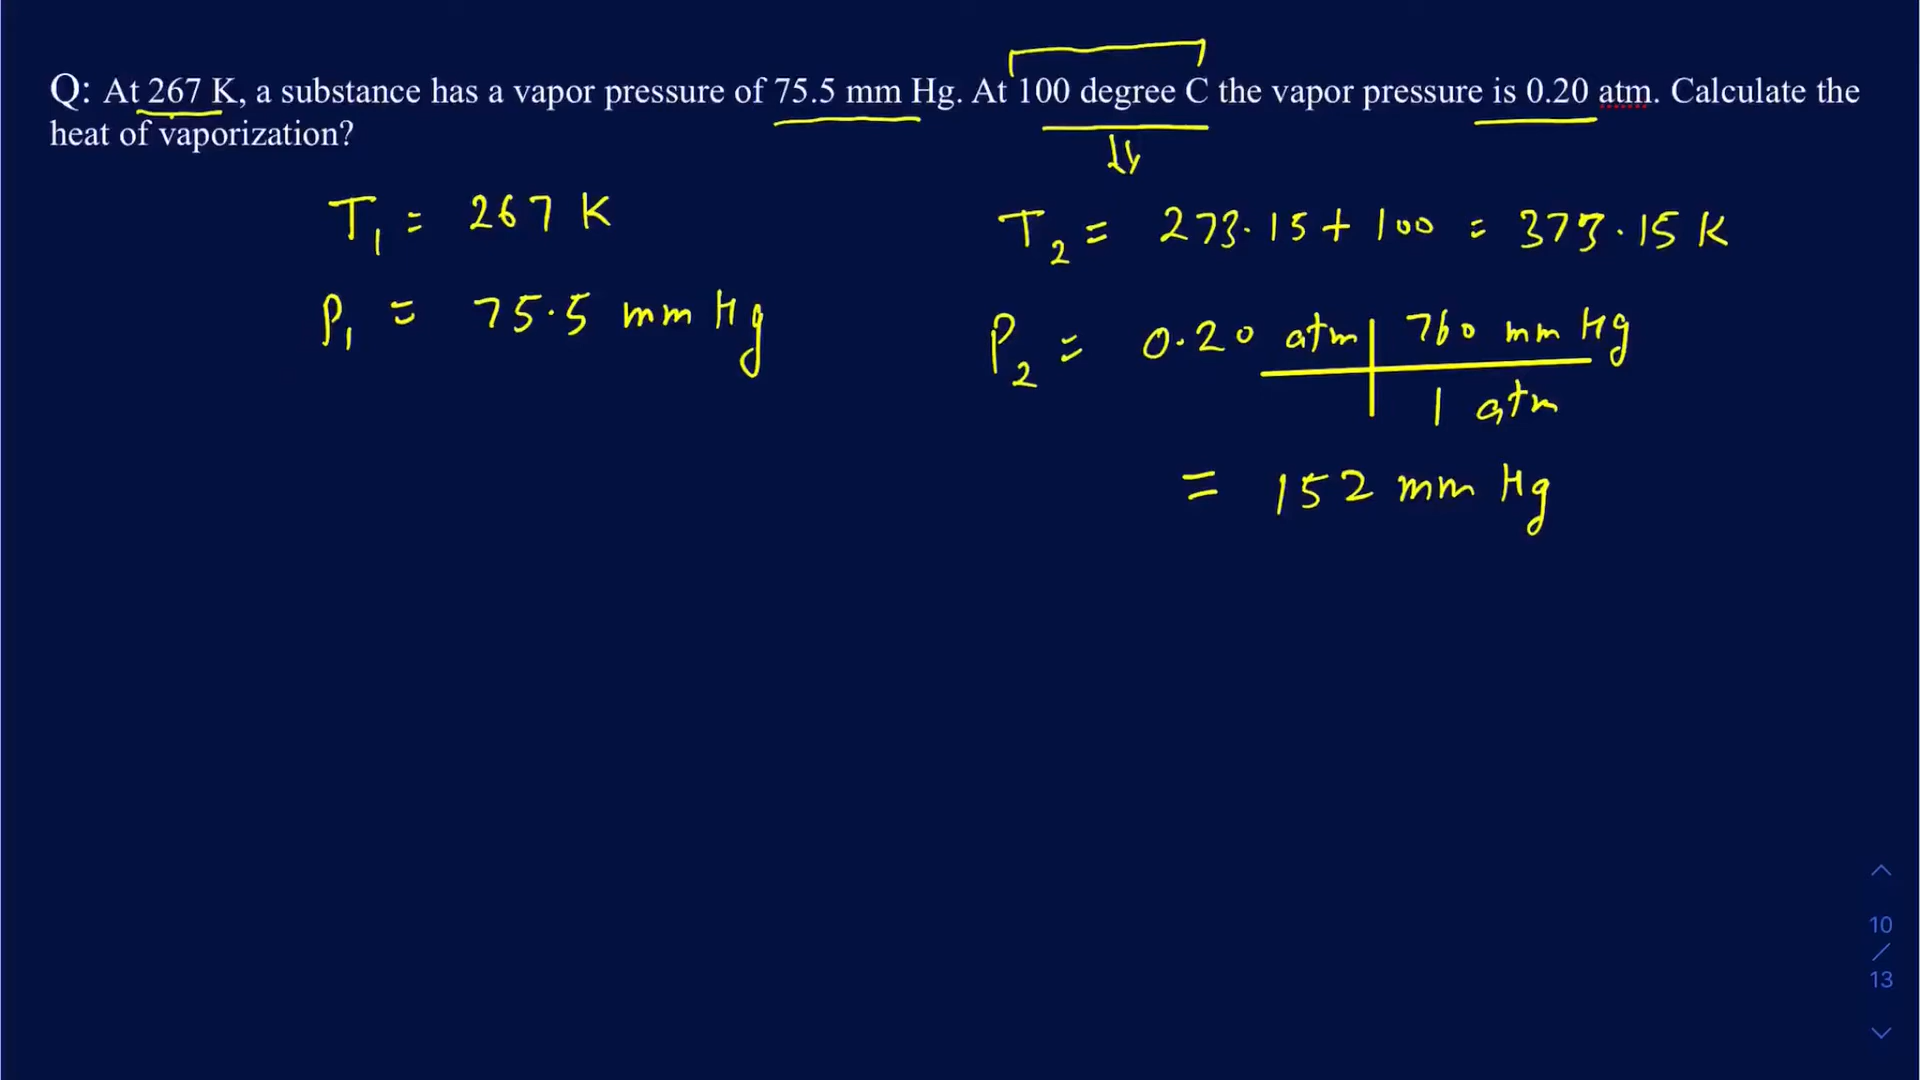 Q: At 267 K, a substance has a vapor pressure of 75.5 mm Hg. At 100 degree C the vapor pressure is 0.20 atm. Calculate the
heat of vaporization?
T₁ = 267 K
T₂ = 273.15 + 100 = 373.15 K
P₁ = 75.5 mm Hg
P₂ = 0.20 atm | 760 mm Hg
1 atm
= 152 mm Hg
10
/
13